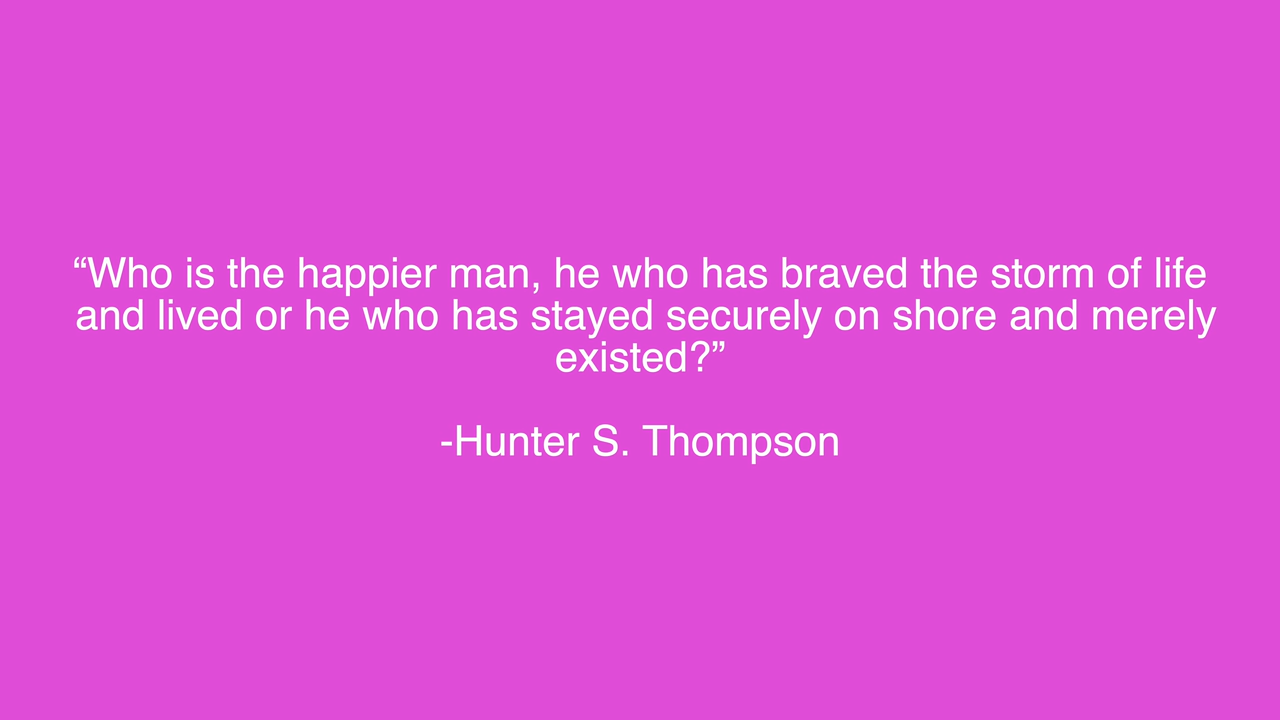 “Who is the happier man, he who has braved the storm of life
and lived or he who has stayed securely on shore and merely
existed?”
-Hunter S. Thompson